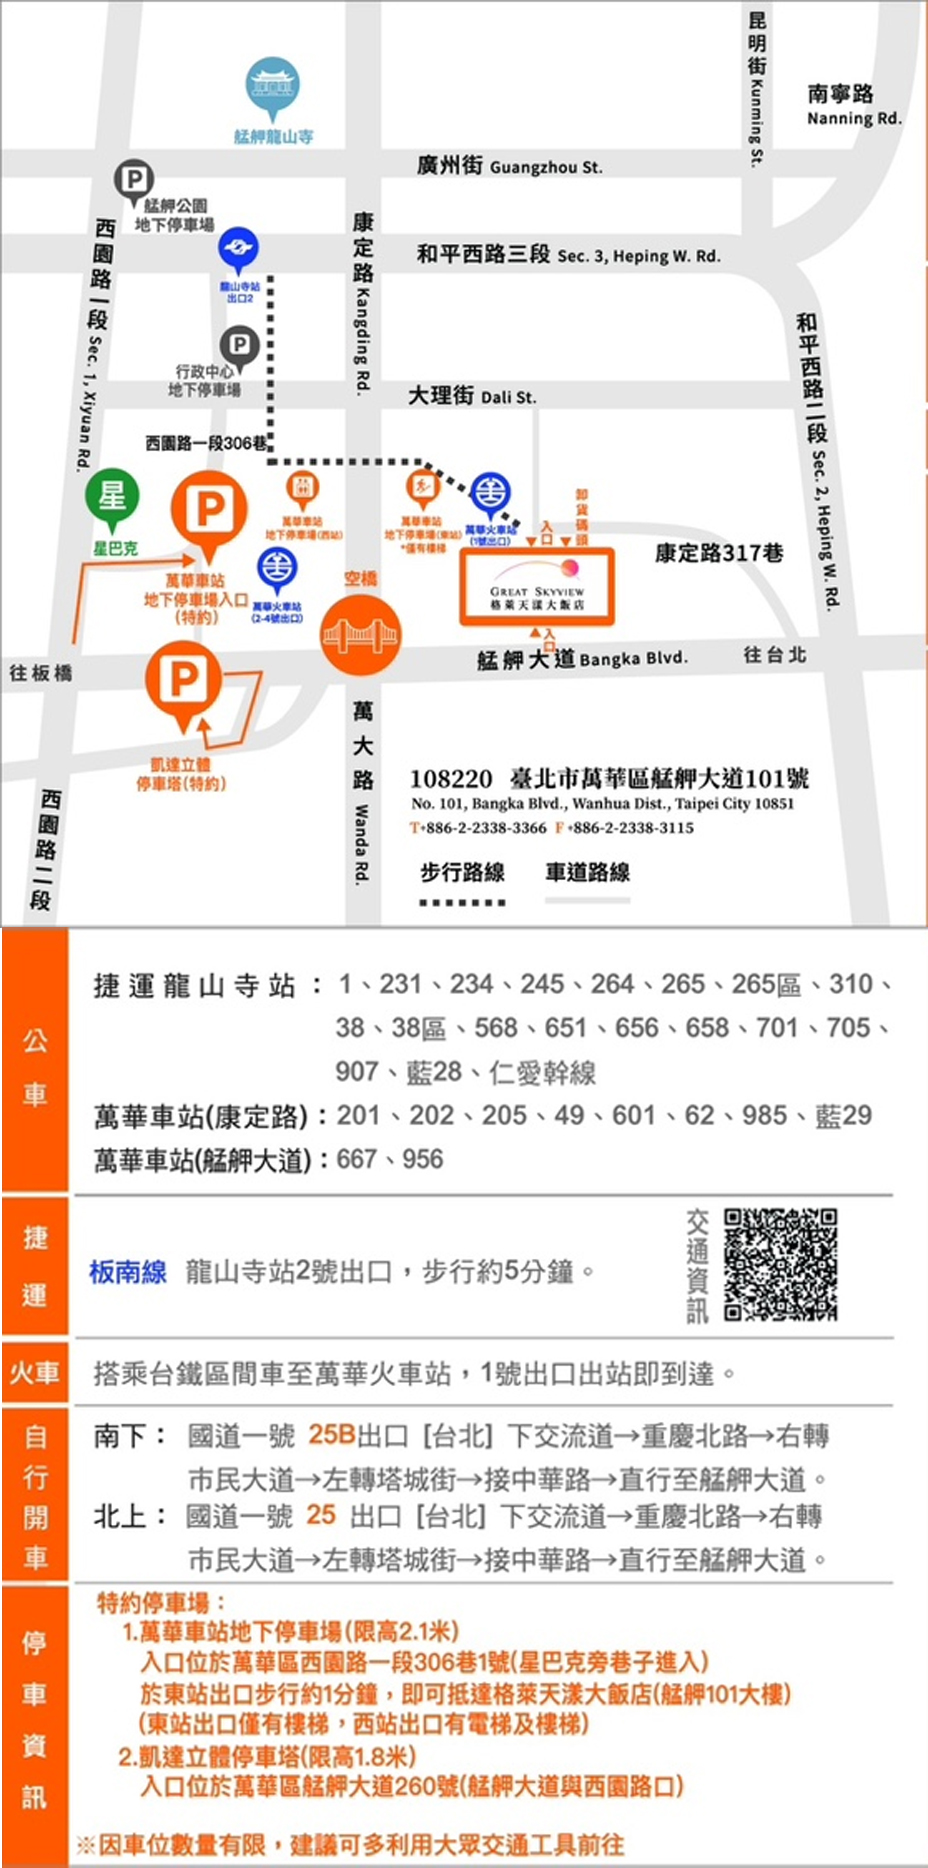 艋舺龍山寺
昆明街 Kunming St.
南寧路
Nanning Rd.
廣州街 Guangzhou St.
艋舺公園
地下停車場
西園路一段 Sec. 1, Xiyuan Rd.
康定路 Kangding Rd.
和平西路三段 Sec. 3, Heping W. Rd.
龍山寺站
出口2
和平西路二段 Sec. 2, Heping W. Rd.
行政中心
地下停車場
大理街 Dali St.
西園路一段306巷
星
星巴克
P
萬華車站
地下停車場(西站)
萬華車站
地下停車場(東站)
*僅有樓梯
萬華火車站
(1號出口)
入口
卸貨碼頭
康定路317巷
萬華車站
地下停車場入口
(特約)
萬華火車站
(2-4號出口)
空橋
GREAT SKYVIEW
格萊天漾大飯店
入口
艋舺大道 Bangka Blvd.
往台北
往板橋
P
凱達立體
停車塔(特約)
萬大路 Wanda Rd.
西園路二段
108220 臺北市萬華區艋舺大道101號
No. 101, Bangka Blvd., Wanhua Dist., Taipei City 10851
T+886-2-2338-3366 F+886-2-2338-3115
步行路線 車道路線
公車
捷運龍山寺站：1、231、234、245、264、265、265區、310、
38、38區、568、651、656、658、701、705、
907、藍28、仁愛幹線
萬華車站(康定路)：201、202、205、49、601、62、985、藍29
萬華車站(艋舺大道)：667、956
捷運
板南線 龍山寺站2號出口，步行約5分鐘。
交通資訊
火車
搭乘台鐵區間車至萬華火車站，1號出口出站即到達。
自行開車
南下： 國道一號 25B出口 [台北] 下交流道→重慶北路→右轉
市民大道→左轉塔城街→接中華路→直行至艋舺大道。
北上： 國道一號 25 出口 [台北] 下交流道→重慶北路→右轉
市民大道→左轉塔城街→接中華路→直行至艋舺大道。
停車資訊
特約停車場：
1.萬華車站地下停車場(限高2.1米)
入口位於萬華區西園路一段306巷1號(星巴克旁巷子進入)
於東站出口步行約1分鐘，即可抵達格萊天漾大飯店(艋舺101大樓)
(東站出口僅有樓梯，西站出口有電梯及樓梯)
2.凱達立體停車塔(限高1.8米)
入口位於萬華區艋舺大道260號(艋舺大道與西園路口)
※因車位數量有限，建議可多利用大眾交通工具前往